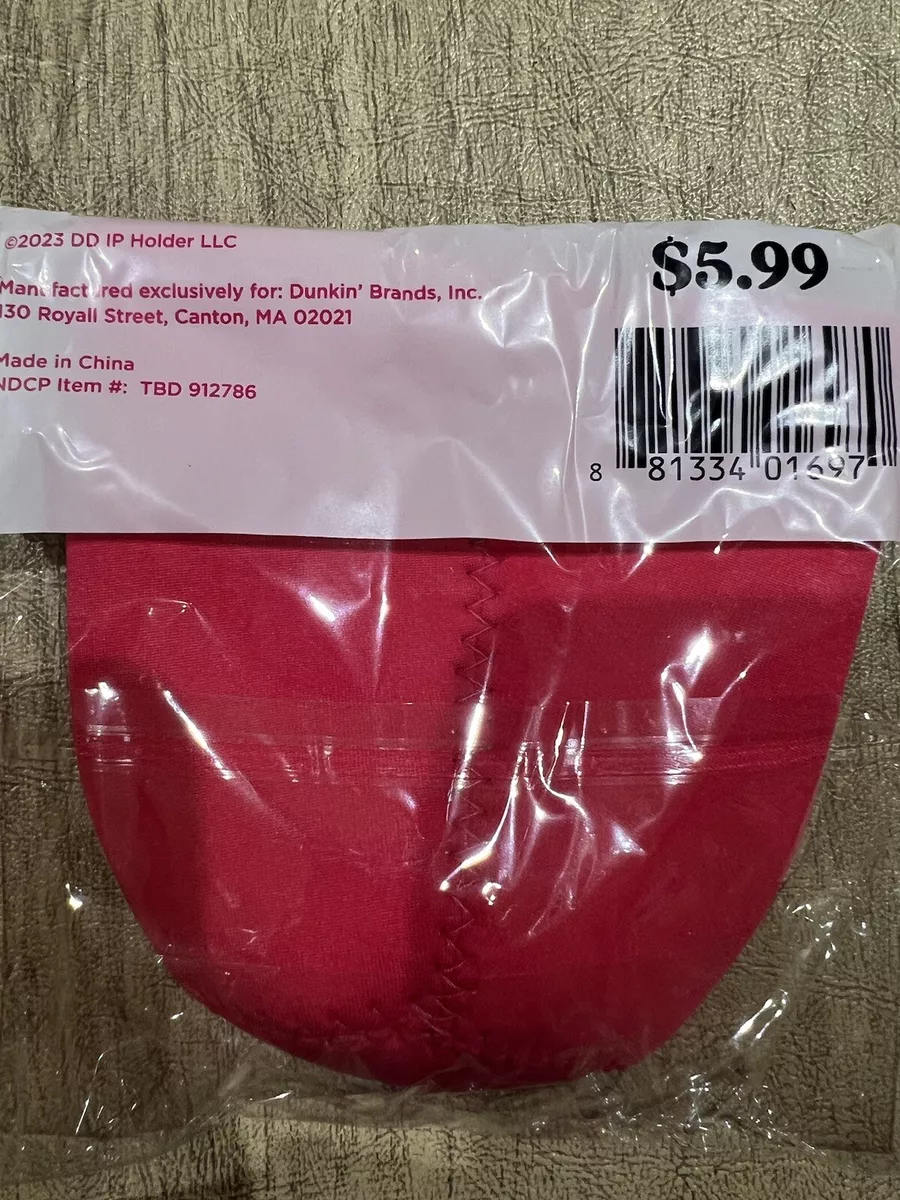 ©2023 DD IP Holder LLC
$5.99
Manufactured exclusively for: Dunkin' Brands, Inc.
130 Royall Street, Canton, MA 02021
Made in China
NDCP Item #: TBD 912786
8 81334 01697